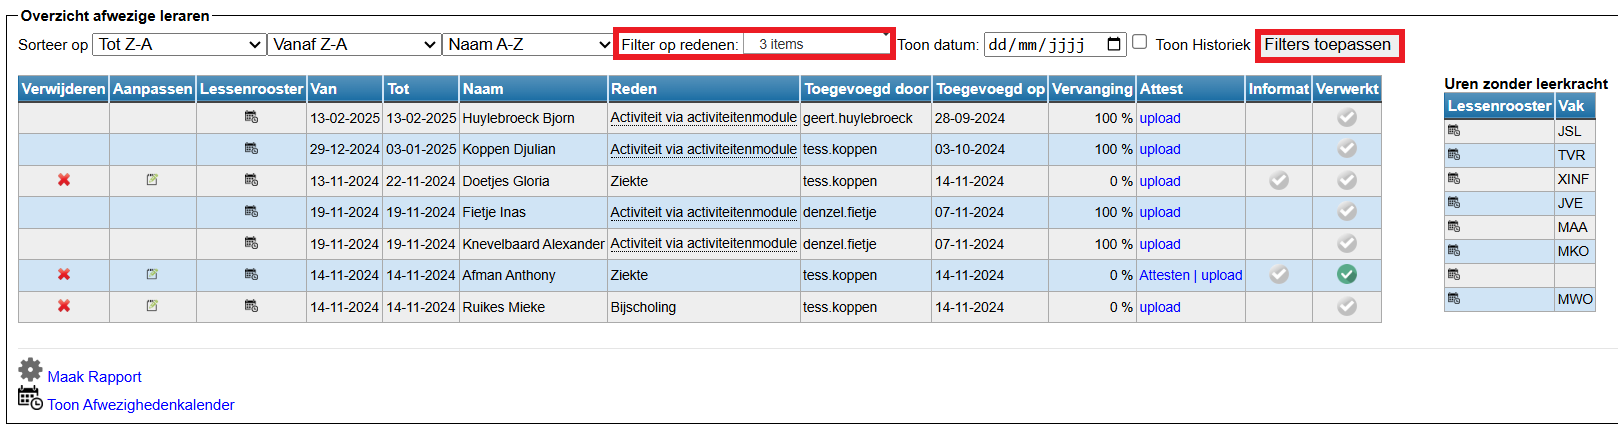 Overzicht afwezige leraren
Sorteer op Tot Z-A Vanaf Z-A Naam A-Z Filter op redenen: 3 items Toon datum: dd/mm/jjjj Toon Historiek Filters toepassen
Verwijderen Aanpassen Lessenrooster Van Tot Naam Reden Toegevoegd door Toegevoegd op Vervanging Attest Informat Verwerkt
13-02-2025 13-02-2025 Huylebroeck Bjorn Activiteit via activiteitenmodule geert.huylebroeck 28-09-2024 100 % upload
29-12-2024 03-01-2025 Koppen Djulian Activiteit via activiteitenmodule tess.koppen 03-10-2024 100 % upload
13-11-2024 22-11-2024 Doetjes Gloria Ziekte tess.koppen 14-11-2024 0 % upload
19-11-2024 19-11-2024 Fietje Inas Activiteit via activiteitenmodule denzel.fietje 07-11-2024 100 % upload
19-11-2024 19-11-2024 Knevelbaard Alexander Activiteit via activiteitenmodule denzel.fietje 07-11-2024 100 % upload
14-11-2024 14-11-2024 Afman Anthony Ziekte tess.koppen 14-11-2024 0 % Attesten | upload
14-11-2024 14-11-2024 Ruikes Mieke Bijscholing tess.koppen 14-11-2024 0 % upload
Uren zonder leerkracht
Lessenrooster Vak
JSL
TVR
XINF
JVE
MAA
MKO
MWO
Maak Rapport
Toon Afwezighedenkalender